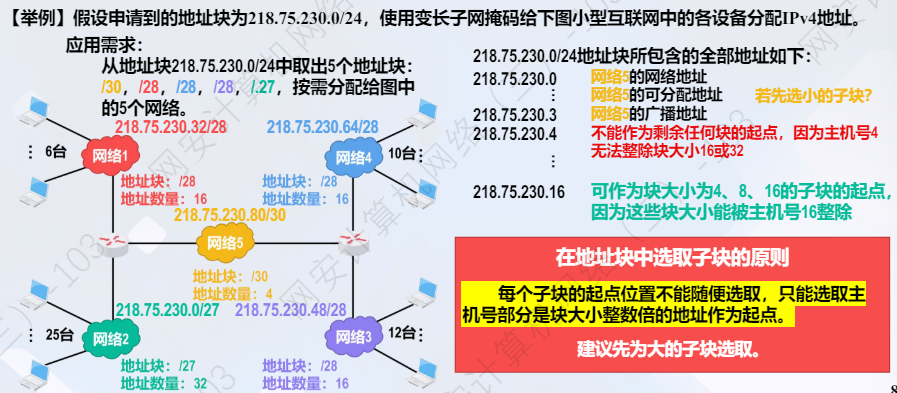 【举例】假设申请到的地址块为218.75.230.0/24，使用变长子网掩码给下图小型互联网中的各设备分配IPv4地址。
应用需求：
从地址块218.75.230.0/24中取出5个地址块：
/30，/28，/28，/28，/.27，按需分配给图中
的5个网络。
218.75.230.32/28
218.75.230.64/28
⋮ 6台
网络1
网络4
10台⋮
地址块：/28
地址数量：16
地址块：/28
地址数量：16
218.75.230.80/30
网络5
地址块：/30
地址数量：4
218.75.230.0/27
218.75.230.48/28
⋮ 25台
网络2
网络3
12台⋮
地址块：/27
地址数量：32
地址块：/28
地址数量：16
218.75.230.0/24地址块所包含的全部地址如下：
218.75.230.0 网络5的网络地址
⋮ 网络5的可分配地址 若先选小的子块？
218.75.230.3 网络5的广播地址
218.75.230.4 不能作为剩余任何块的起点，因为主机号4
无法整除块大小16或32
⋮ ⋮
218.75.230.16 可作为块大小为4、8、16的子块的起点，
因为这些块大小能被主机号16整除
在地址块中选取子块的原则
每个子块的起点位置不能随便选取，只能选取主
机号部分是块大小整数倍的地址作为起点。
建议先为大的子块选取。
8